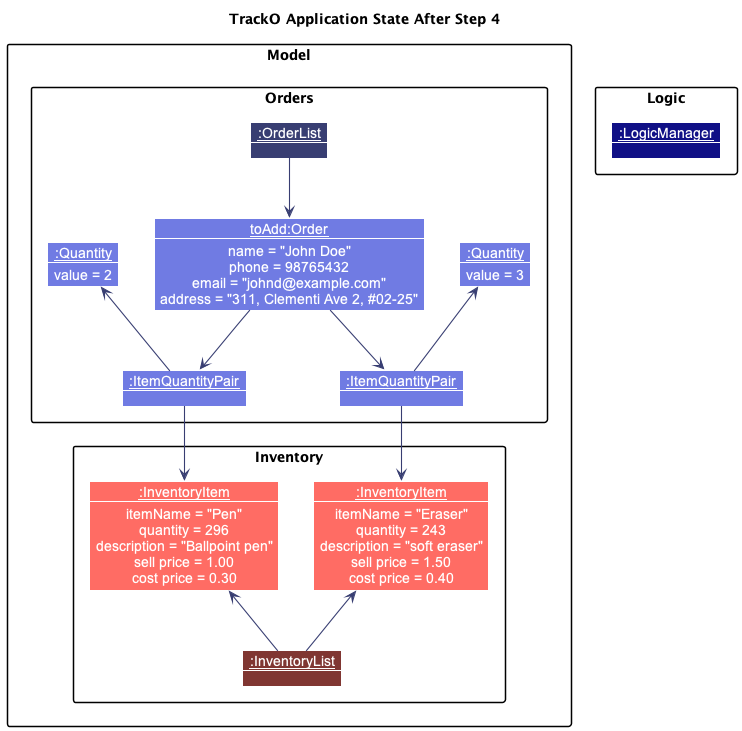 TrackO Application State After Step 4
Model
Orders
Logic
:OrderList
:LogicManager
toAdd:Order
name = "John Doe"
phone = 98765432
email = "johnd@example.com"
address = "311, Clementi Ave 2, #02-25"
:Quantity
value = 2
:Quantity
value = 3
:ItemQuantityPair
:ItemQuantityPair
Inventory
:InventoryItem
itemName = "Pen"
quantity = 296
description = "Ballpoint pen"
sell price = 1.00
cost price = 0.30
:InventoryItem
itemName = "Eraser"
quantity = 243
description = "soft eraser"
sell price = 1.50
cost price = 0.40
:InventoryList